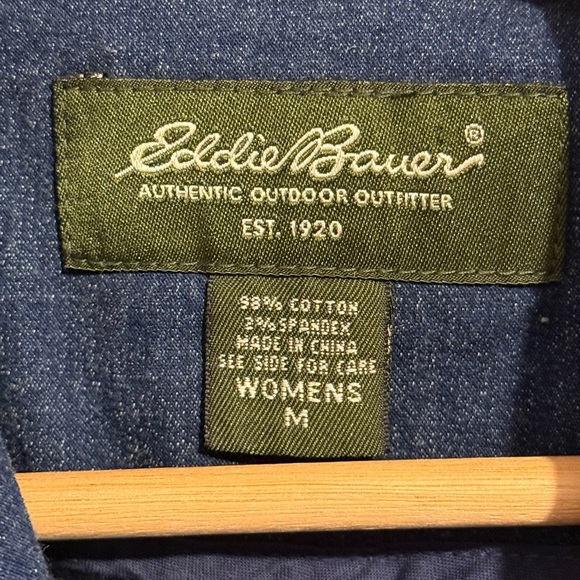 Eddie Bauer®
AUTHENTIC OUTDOOR OUTFITTER
EST. 1920
98% COTTON
2% SPANDEX
MADE IN CHINA
SEE SIDE FOR CARE
WOMENS
M